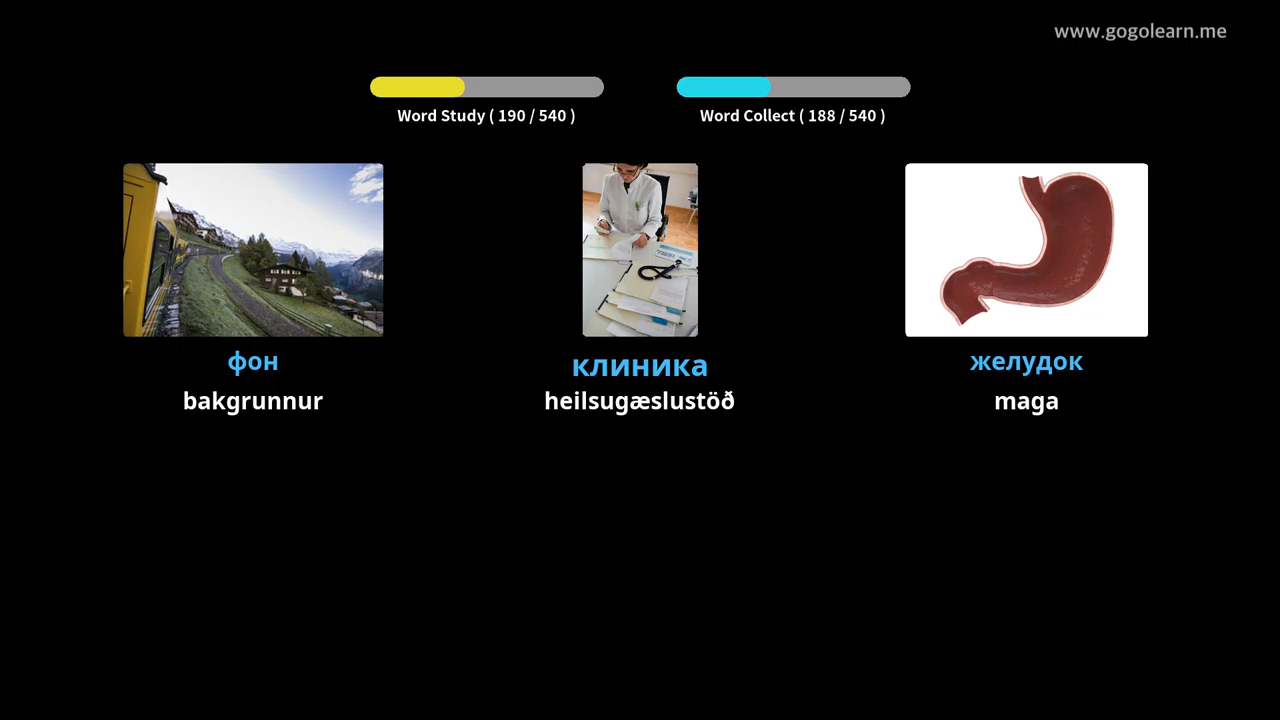 www.gogolearn.me
Word Study ( 190 / 540 )
Word Collect ( 188 / 540 )
фон
клиника
желудок
bakgrunnur
heilsugæslustöð
maga